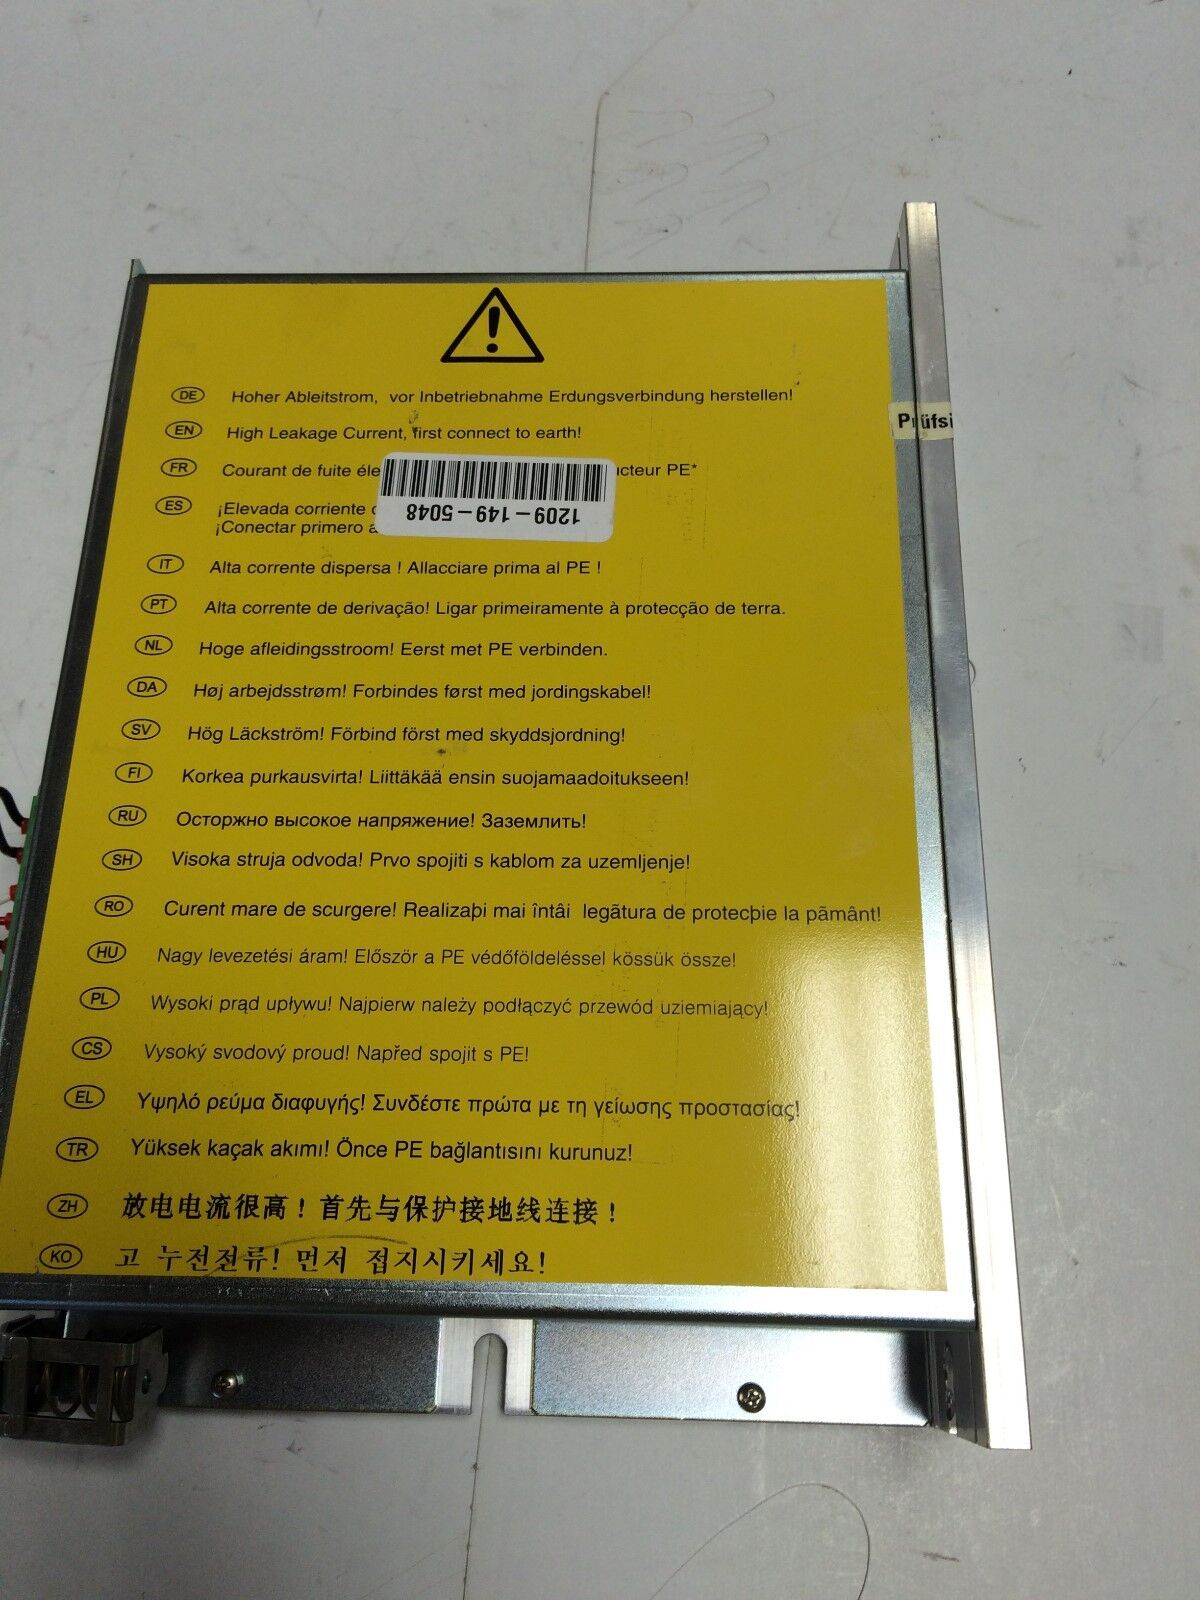 DE Hoher Ableitstrom, vor Inbetriebnahme Erdungsverbindung herstellen!
Prüfsi
EN High Leakage Current, first connect to earth!
FR Courant de fuite éle ucteur PE*
ES ¡Elevada corriente
¡Conectar primero a
1209-149-5048
IT Alta corrente dispersa ! Allacciare prima al PE !
PT Alta corrente de derivação! Ligar primeiramente à protecção de terra.
NL Hoge afleidingsstroom! Eerst met PE verbinden.
DA Høj arbejdsstrøm! Forbindes først med jordingskabel!
SV Hög Läckström! Förbind först med skyddsjordning!
FI Korkea purkausvirta! Liittäkää ensin suojamaadoitukseen!
RU Осторжно высокое напряжение! Заземлить!
SH Visoka struja odvoda! Prvo spojiti s kablom za uzemljenje!
RO Curent mare de scurgere! Realizaþi mai întâi legãtura de protecþie la pãmânt!
HU Nagy levezetési áram! Először a PE védőföldeléssel kössük össze!
PL Wysoki prąd upływu! Najpierw należy podłączyć przewód uziemiający!
CS Vysoký svodový proud! Napřed spojit s PE!
EL Υψηλό ρεύμα διαφυγής! Συνδέστε πρώτα με τη γείωσης προστασίας!
TR Yüksek kaçak akımı! Önce PE bağlantısını kurunuz!
ZH 放电电流很高！首先与保护接地线连接！
KO 고 누전전류! 먼저 접지시키세요!